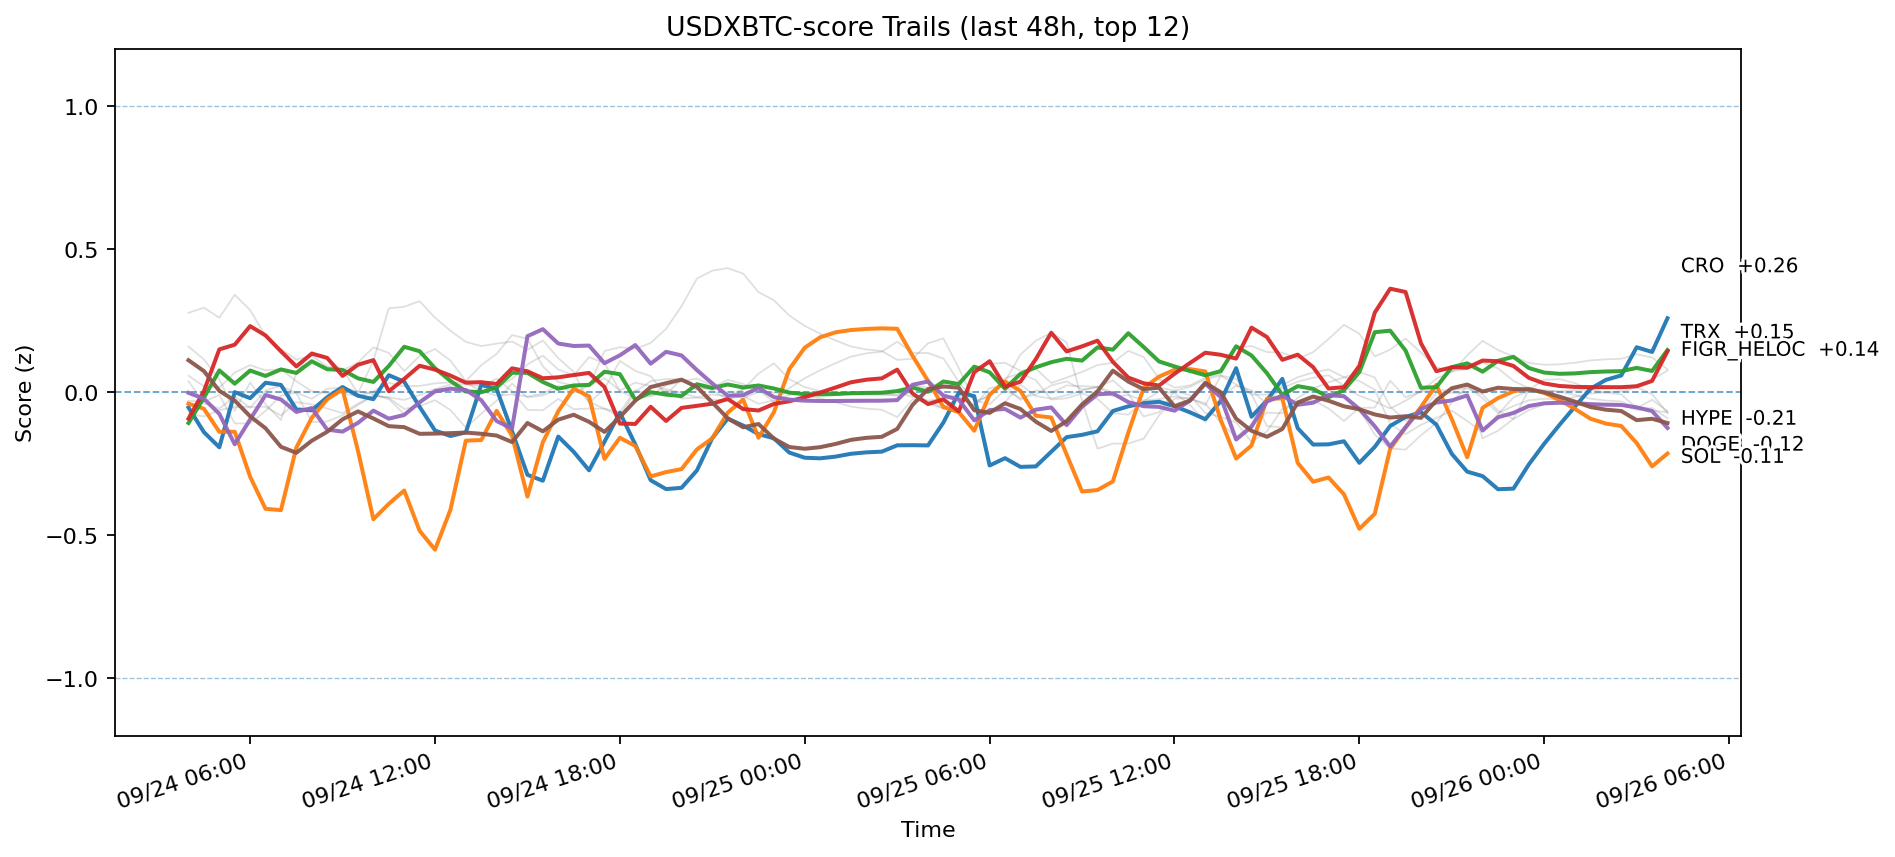 USDXBTC-score Trails (last 48h, top 12)
Score (z)
1.0
0.5
0.0
−0.5
−1.0
CRO +0.26
TRX +0.15
FIGR_HELOC +0.14
HYPE -0.21
DOGE -0.12
SOL -0.11
09/24 06:00
09/24 12:00
09/24 18:00
09/25 00:00
09/25 06:00
09/25 12:00
09/25 18:00
09/26 00:00
09/26 06:00
Time